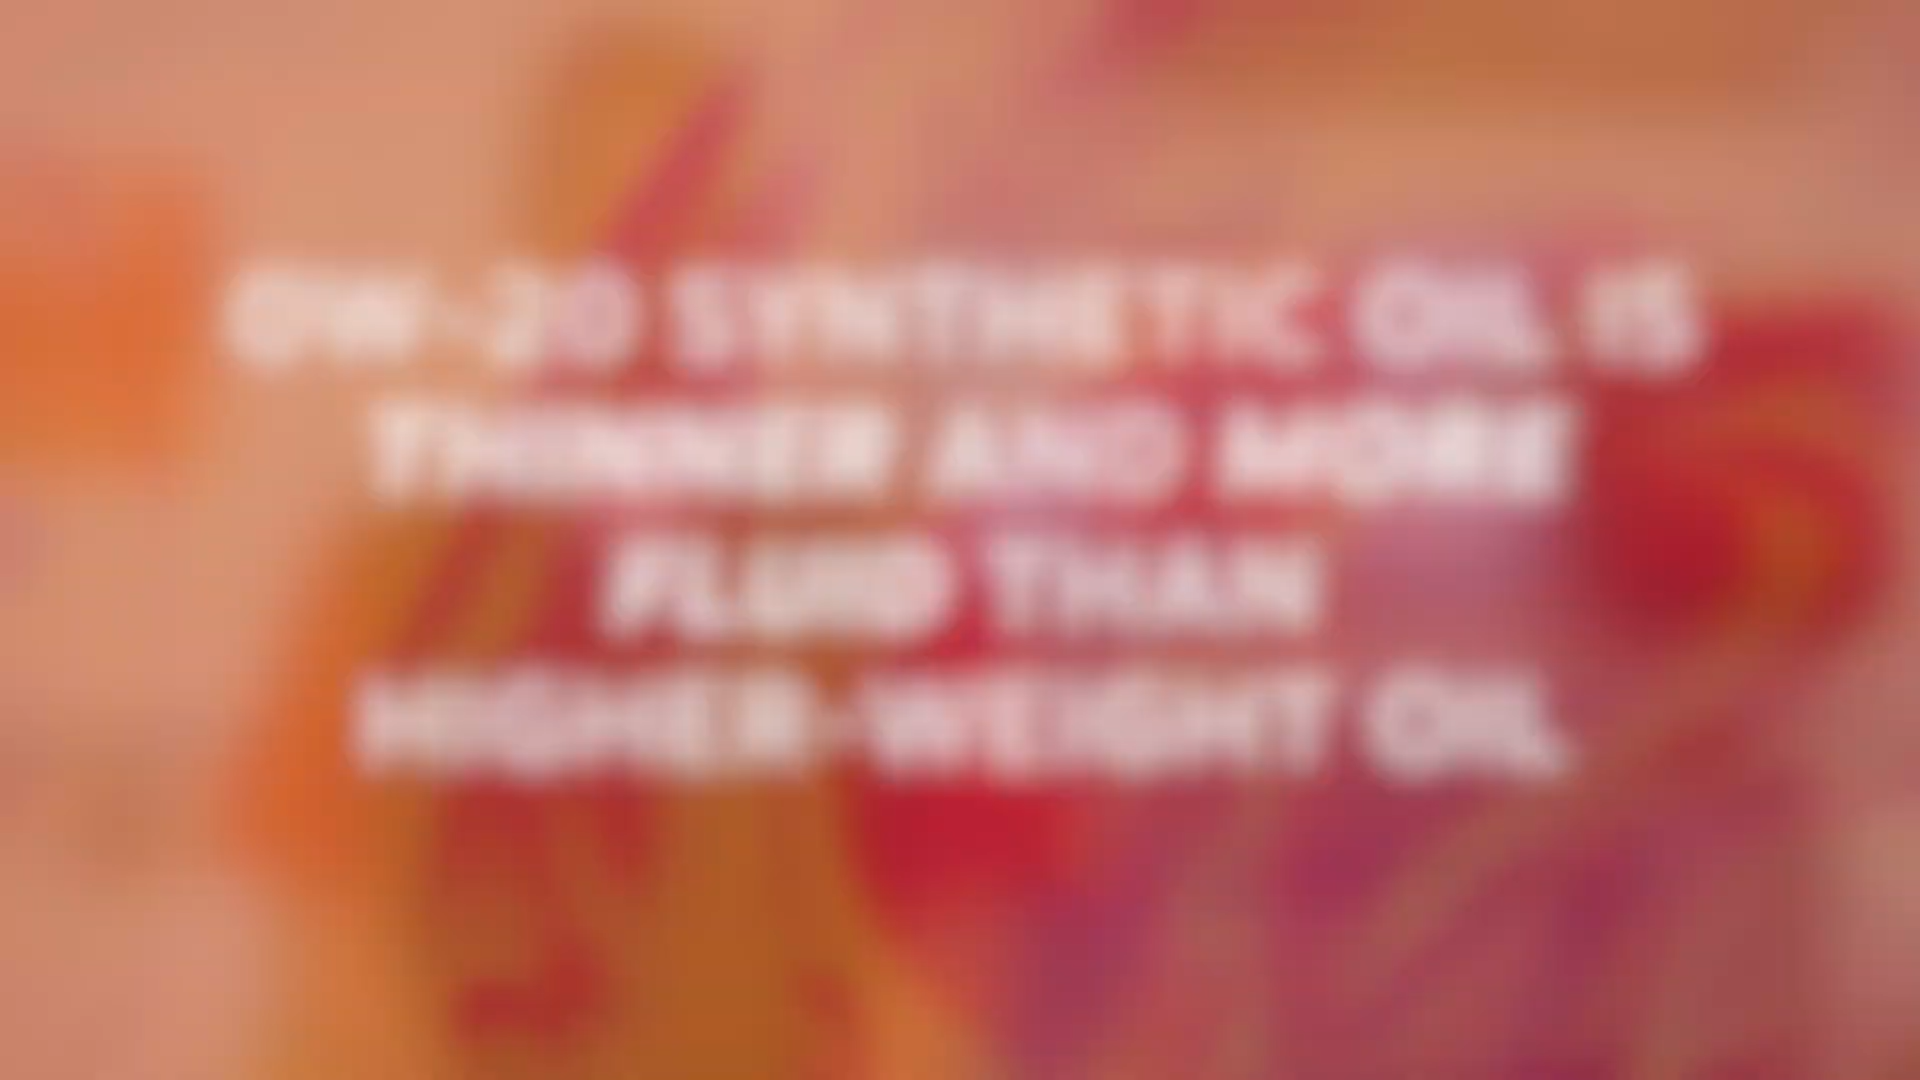 0W-20 SYNTHETIC OIL IS
THINNER AND MORE
FLUID THAN
HIGHER-WEIGHT OIL